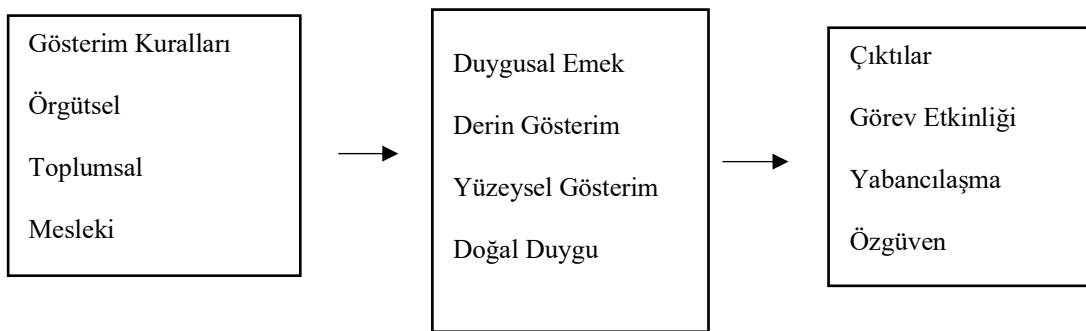 Gösterim Kuralları
Örgütsel
Toplumsal
Mesleki
Duygusal Emek
Derin Gösterim
Yüzeysel Gösterim
Doğal Duygu
Çıktılar
Görev Etkinliği
Yabancılaşma
Özgüven